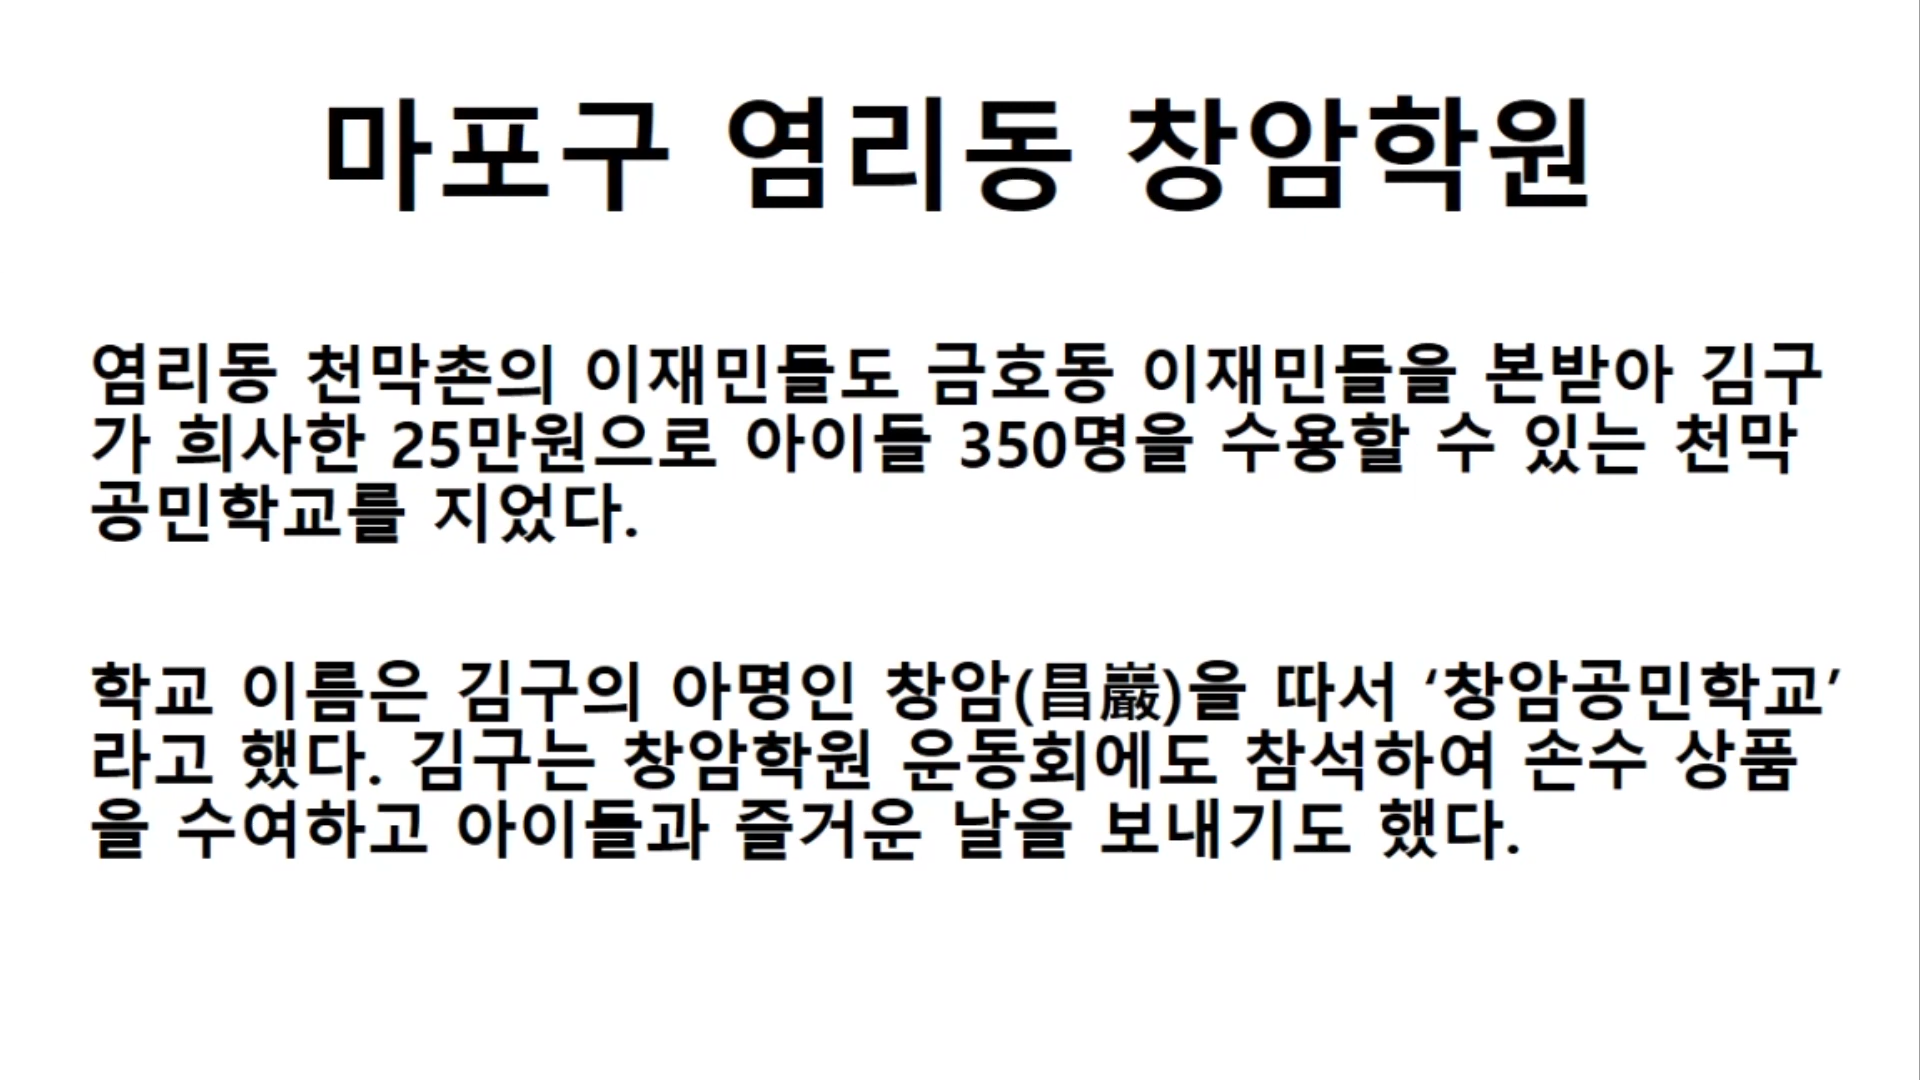 마포구 염리동 창암학원
염리동 천막촌의 이재민들도 금호동 이재민들을 본받아 김구
가 희사한 25만원으로 아이들 350명을 수용할 수 있는 천막
공민학교를 지었다.
학교 이름은 김구의 아명인 창암(昌巖)을 따서 ‘창암공민학교’
라고 했다. 김구는 창암학원 운동회에도 참석하여 손수 상품
을 수여하고 아이들과 즐거운 날을 보내기도 했다.